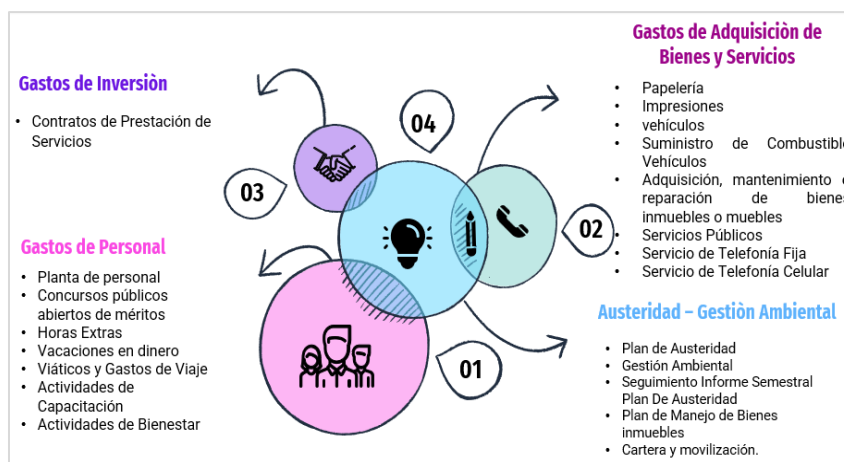 Gastos de Inversiòn
• Contratos de Prestación de
Servicios
03
Gastos de Personal
• Planta de personal
• Concursos públicos
abiertos de méritos
• Horas Extras
• Vacaciones en dinero
• Viáticos y Gastos de Viaje
• Actividades de
Capacitación
• Actividades de Bienestar
04
01
02
Gastos de Adquisiciòn de
Bienes y Servicios
• Papelería
• Impresiones
• vehículos
• Suministro de Combustible
Vehículos
• Adquisición, mantenimiento o
reparación de bienes
inmuebles o muebles
• Servicios Públicos
• Servicio de Telefonía Fija
• Servicio de Telefonía Celular
Austeridad – Gestiòn Ambiental
• Plan de Austeridad
• Gestión Ambiental
• Seguimiento Informe Semestral
Plan De Austeridad
• Plan de Manejo de Bienes
inmuebles
• Cartera y movilización.